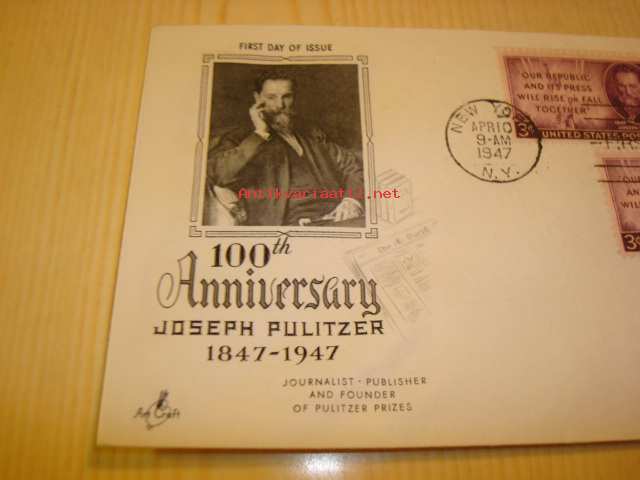 FIRST DAY OF ISSUE
100th
Anniversary
JOSEPH PULITZER
1847-1947
JOURNALIST · PUBLISHER
AND FOUNDER
OF PULITZER PRIZES
Art Craft
NEW YORK
APR 10
9-AM
1947
N.Y.
"OUR REPUBLIC
AND ITS PRESS
WILL RISE OR FALL
TOGETHER"
3¢ UNITED STATES
WILL
3¢
Antikvariaatti.net